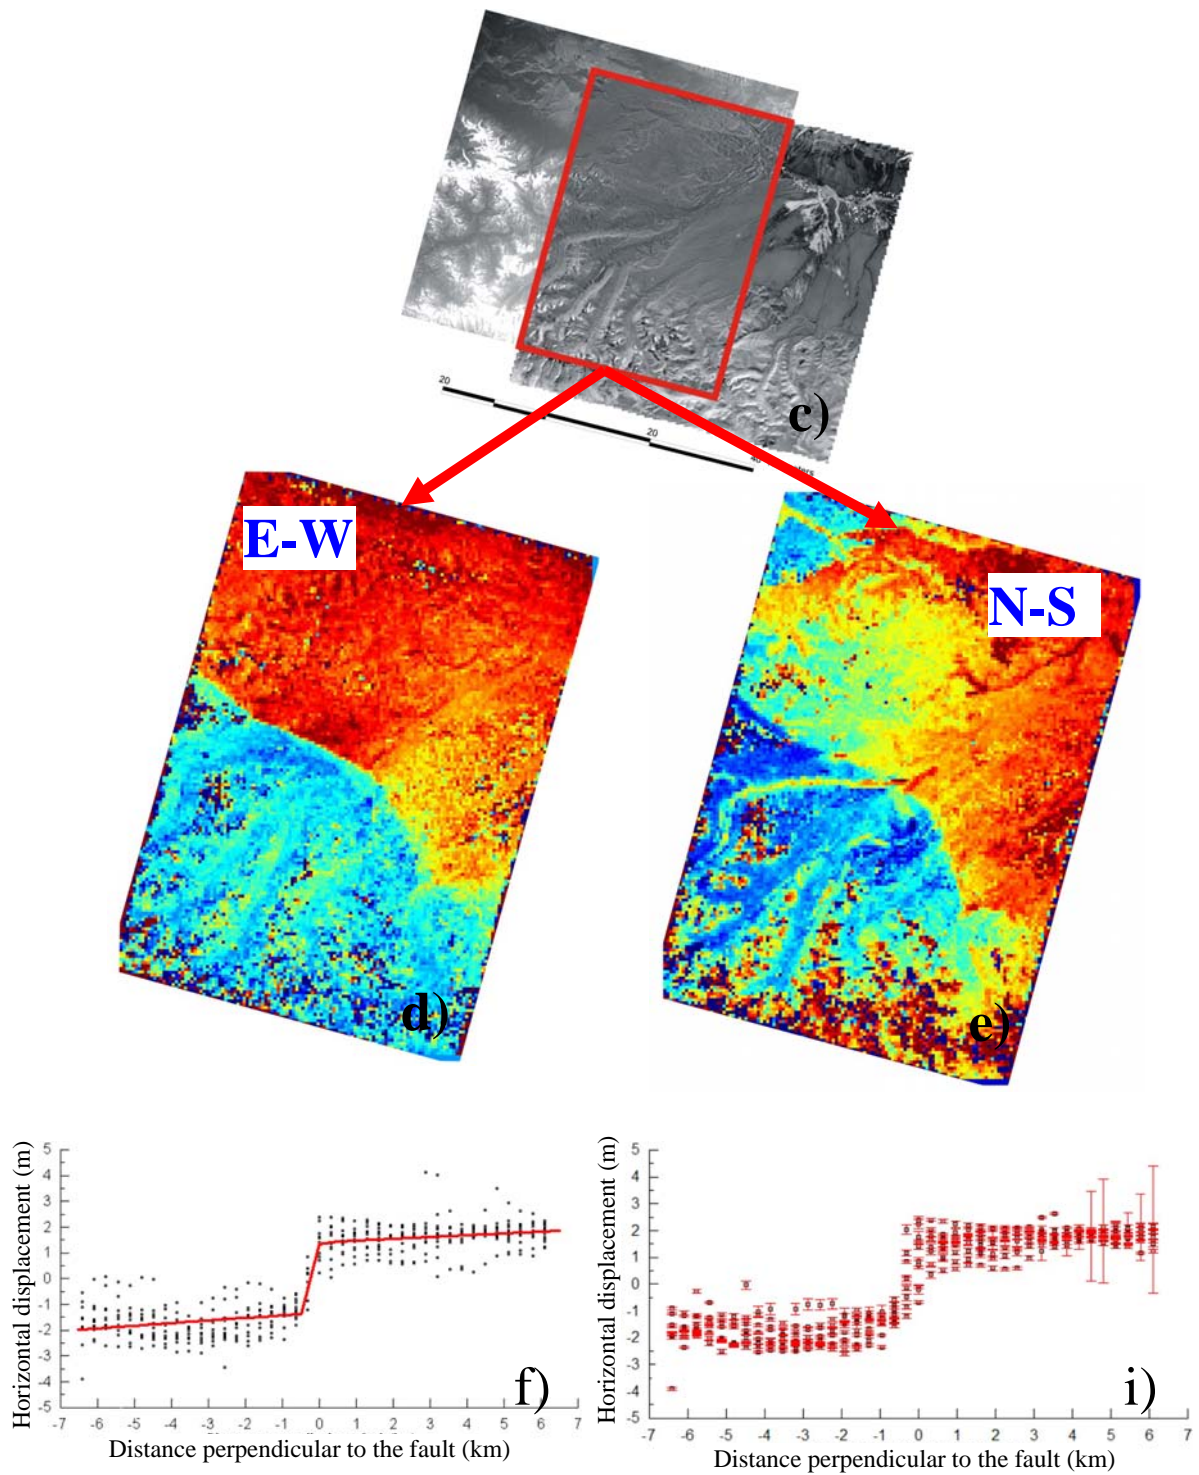 20
20
40
c)
E-W
N-S
d)
e)
Horizontal displacement (m)
5
4
3
2
1
0
-1
-2
-3
-4
-5
-7 -6 -5 -4 -3 -2 -1 0 1 2 3 4 5 6 7
f)
Distance perpendicular to the fault (km)
Horizontal displacement (m)
5
4
3
2
1
0
-1
-2
-3
-4
-5
-7 -6 -5 -4 -3 -2 -1 0 1 2 3 4 5 6 7
i)
Distance perpendicular to the fault (km)